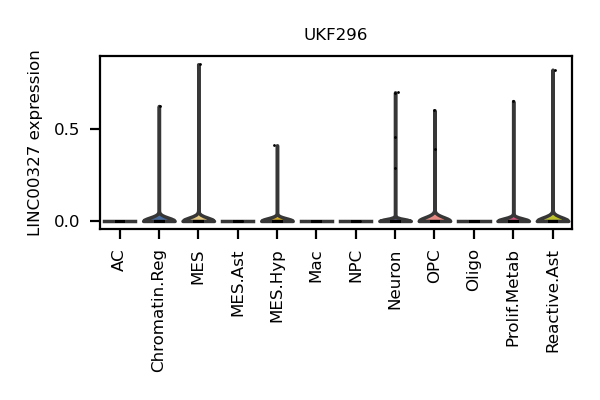 UKF296
LINC00327 expression
0.5
0.0
AC
Chromatin.Reg
MES
MES.Ast
MES.Hyp
Mac
NPC
Neuron
OPC
Oligo
Prolif.Metab
Reactive.Ast